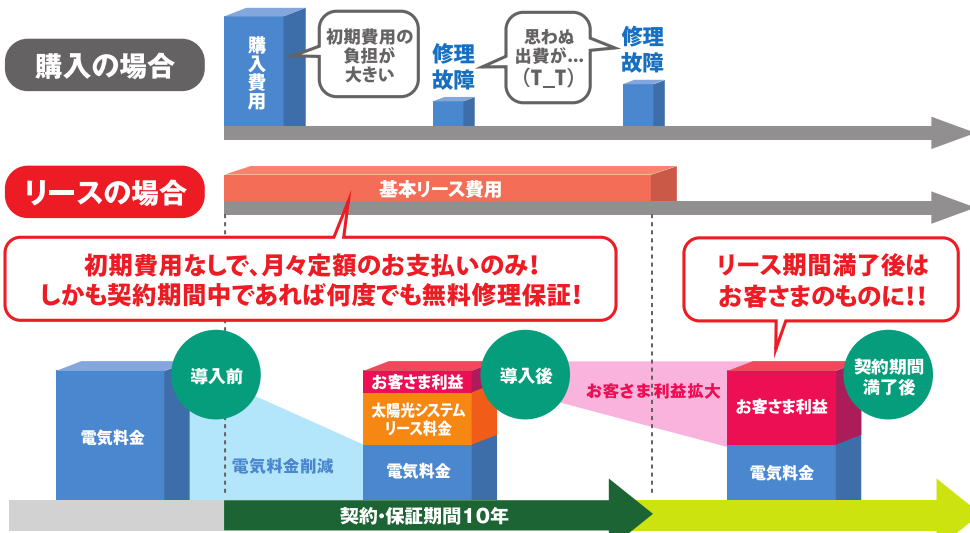 購入の場合
購入費用
初期費用の
負担が
大きい
修理
故障
思わぬ
出費が…
（T_T）
修理
故障
リースの場合
基本リース費用
初期費用なしで、月々定額のお支払いのみ！
しかも契約期間中であれば何度でも無料修理保証！
リース期間満了後は
お客さまのものに！！
導入前
電気料金
電気料金削減
導入後
お客さま利益
太陽光システム
リース料金
電気料金
お客さま利益拡大
契約期間
満了後
お客さま利益
電気料金
契約・保証期間10年